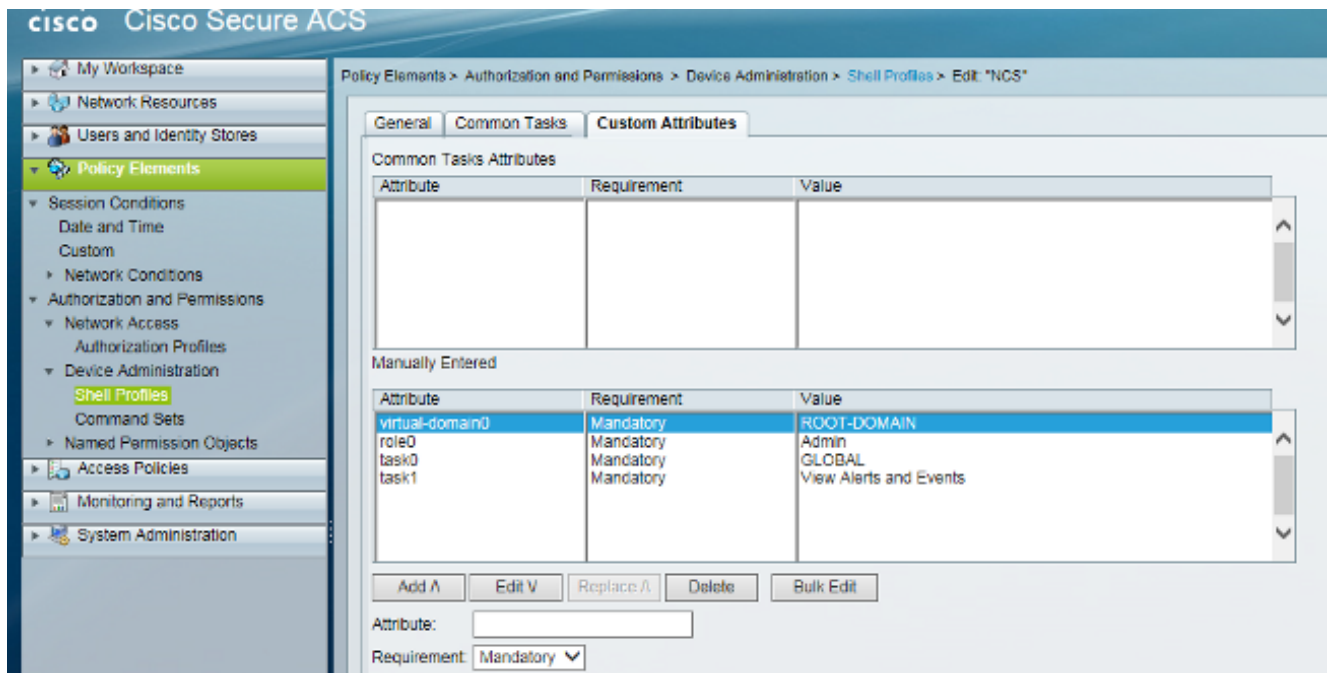 CISCO Cisco Secure ACS
My Workspace
Network Resources
Users and Identity Stores
Policy Elements
Session Conditions
Date and Time
Custom
Network Conditions
Authorization and Permissions
Network Access
Authorization Profiles
Device Administration
Shell Profiles
Command Sets
Named Permission Objects
Access Policies
Monitoring and Reports
System Administration
Policy Elements > Authorization and Permissions > Device Administration > Shell Profiles > Edit: "NCS"
General Common Tasks Custom Attributes
Common Tasks Attributes
Attribute Requirement Value
Manually Entered
Attribute Requirement Value
virtual-domain0 Mandatory ROOT-DOMAIN
role0 Mandatory Admin
task0 Mandatory GLOBAL
task1 Mandatory View Alerts and Events
Add Λ Edit V Replace Λ Delete Bulk Edit
Attribute:
Requirement: Mandatory